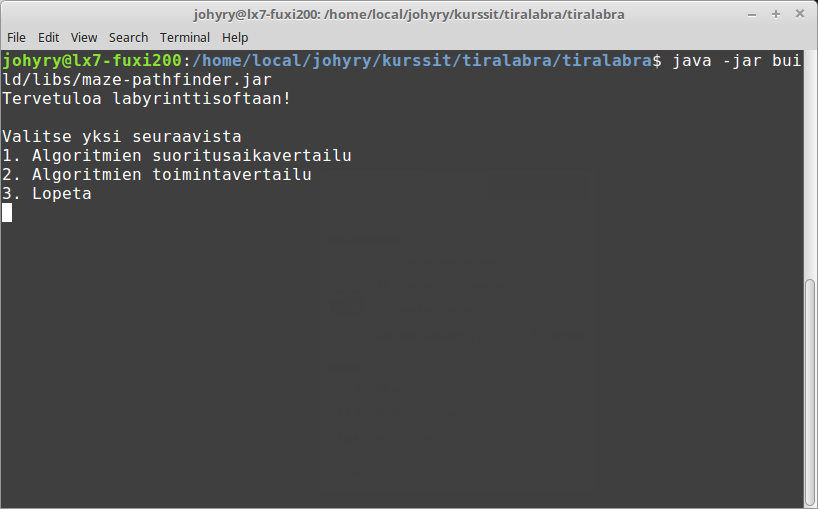 johyry@lx7-fuxi200: /home/local/johyry/kurssit/tiralabra/tiralabra
File Edit View Search Terminal Help
johyry@lx7-fuxi200:/home/local/johyry/kurssit/tiralabra/tiralabra$ java -jar bui
ld/libs/maze-pathfinder.jar
Tervetuloa labyrinttisoftaan!
Valitse yksi seuraavista
1. Algoritmien suoritusaikavertailu
2. Algoritmien toimintavertailu
3. Lopeta